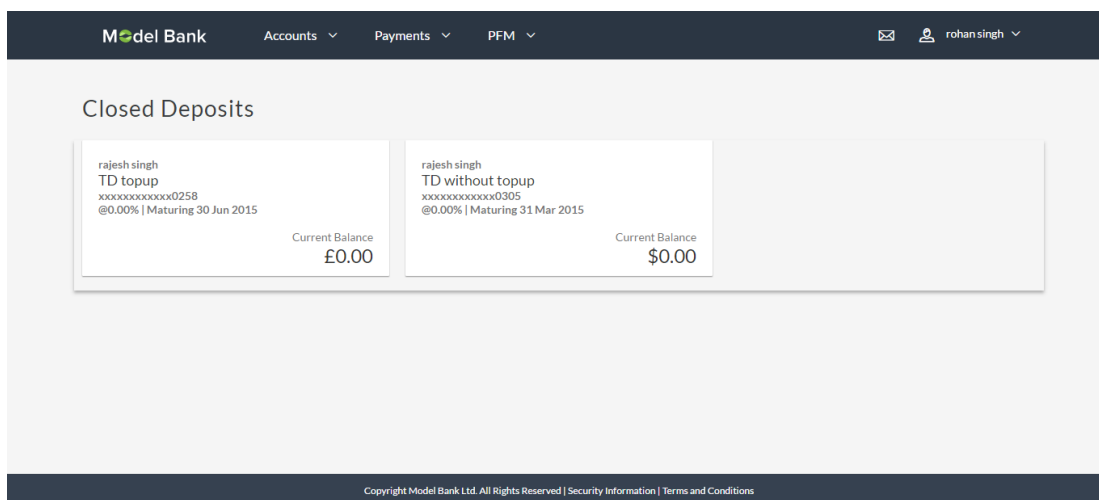 Model Bank Accounts Payments PFM rohan singh
Closed Deposits
rajesh singh
TD topup
xxxxxxxxxxxx0258
@0.00% | Maturing 30 Jun 2015
Current Balance
£0.00
rajesh singh
TD without topup
xxxxxxxxxxxx0305
@0.00% | Maturing 31 Mar 2015
Current Balance
$0.00
Copyright Model Bank Ltd. All Rights Reserved | Security Information | Terms and Conditions